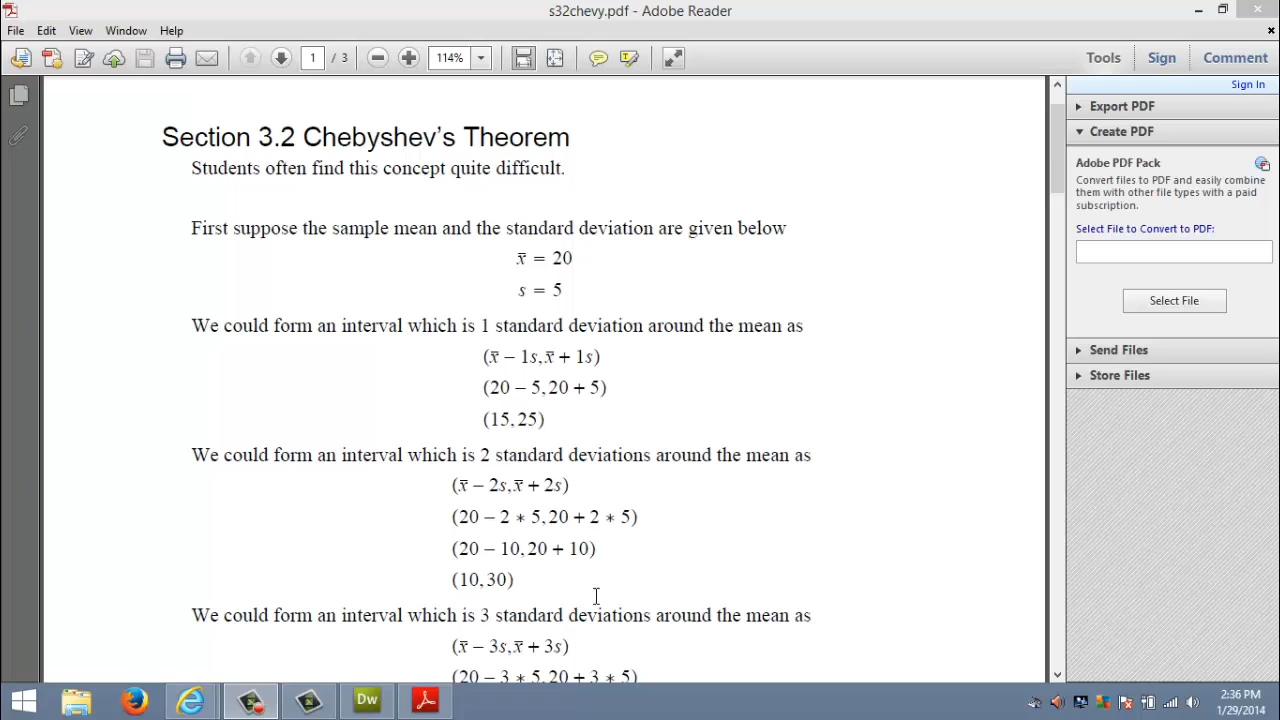 s32chevy.pdf - Adobe Reader
File Edit View Window Help
1 / 3 114% Tools Sign Comment
Sign In
Export PDF
Create PDF
Adobe PDF Pack
Convert files to PDF and easily combine
them with other file types with a paid
subscription.
Select File to Convert to PDF:
Select File
Send Files
Store Files
Section 3.2 Chebyshev's Theorem
Students often find this concept quite difficult.
First suppose the sample mean and the standard deviation are given below
x̄ = 20
s = 5
We could form an interval which is 1 standard deviation around the mean as
(x̄ − 1s, x̄ + 1s)
(20 − 5, 20 + 5)
(15, 25)
We could form an interval which is 2 standard deviations around the mean as
(x̄ − 2s, x̄ + 2s)
(20 − 2 * 5, 20 + 2 * 5)
(20 − 10, 20 + 10)
(10, 30)
We could form an interval which is 3 standard deviations around the mean as
(x̄ − 3s, x̄ + 3s)
(20 − 3 * 5, 20 + 3 * 5)
Dw
2:36 PM
1/29/2014